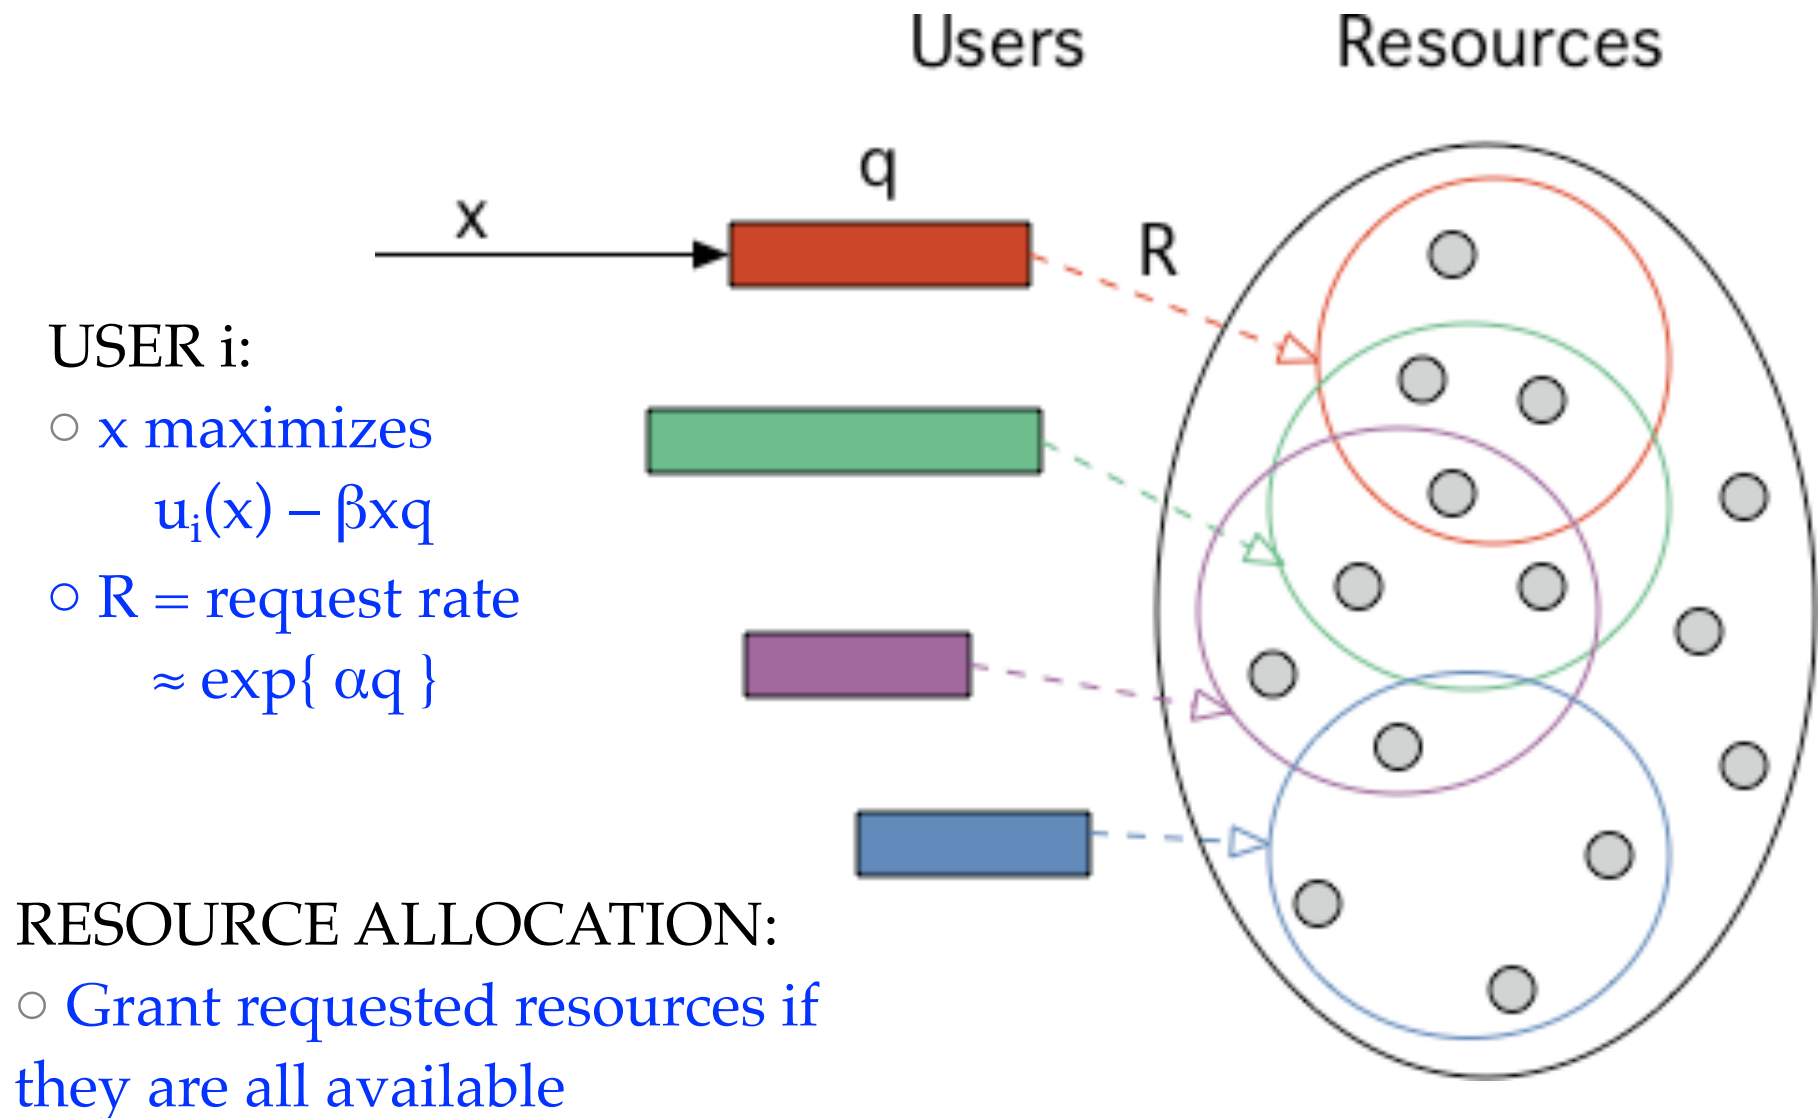 Users Resources
q
x
R
USER i:
○ x maximizes
uᵢ(x) – βxq
○ R = request rate
≈ exp{ αq }
RESOURCE ALLOCATION:
○ Grant requested resources if
they are all available